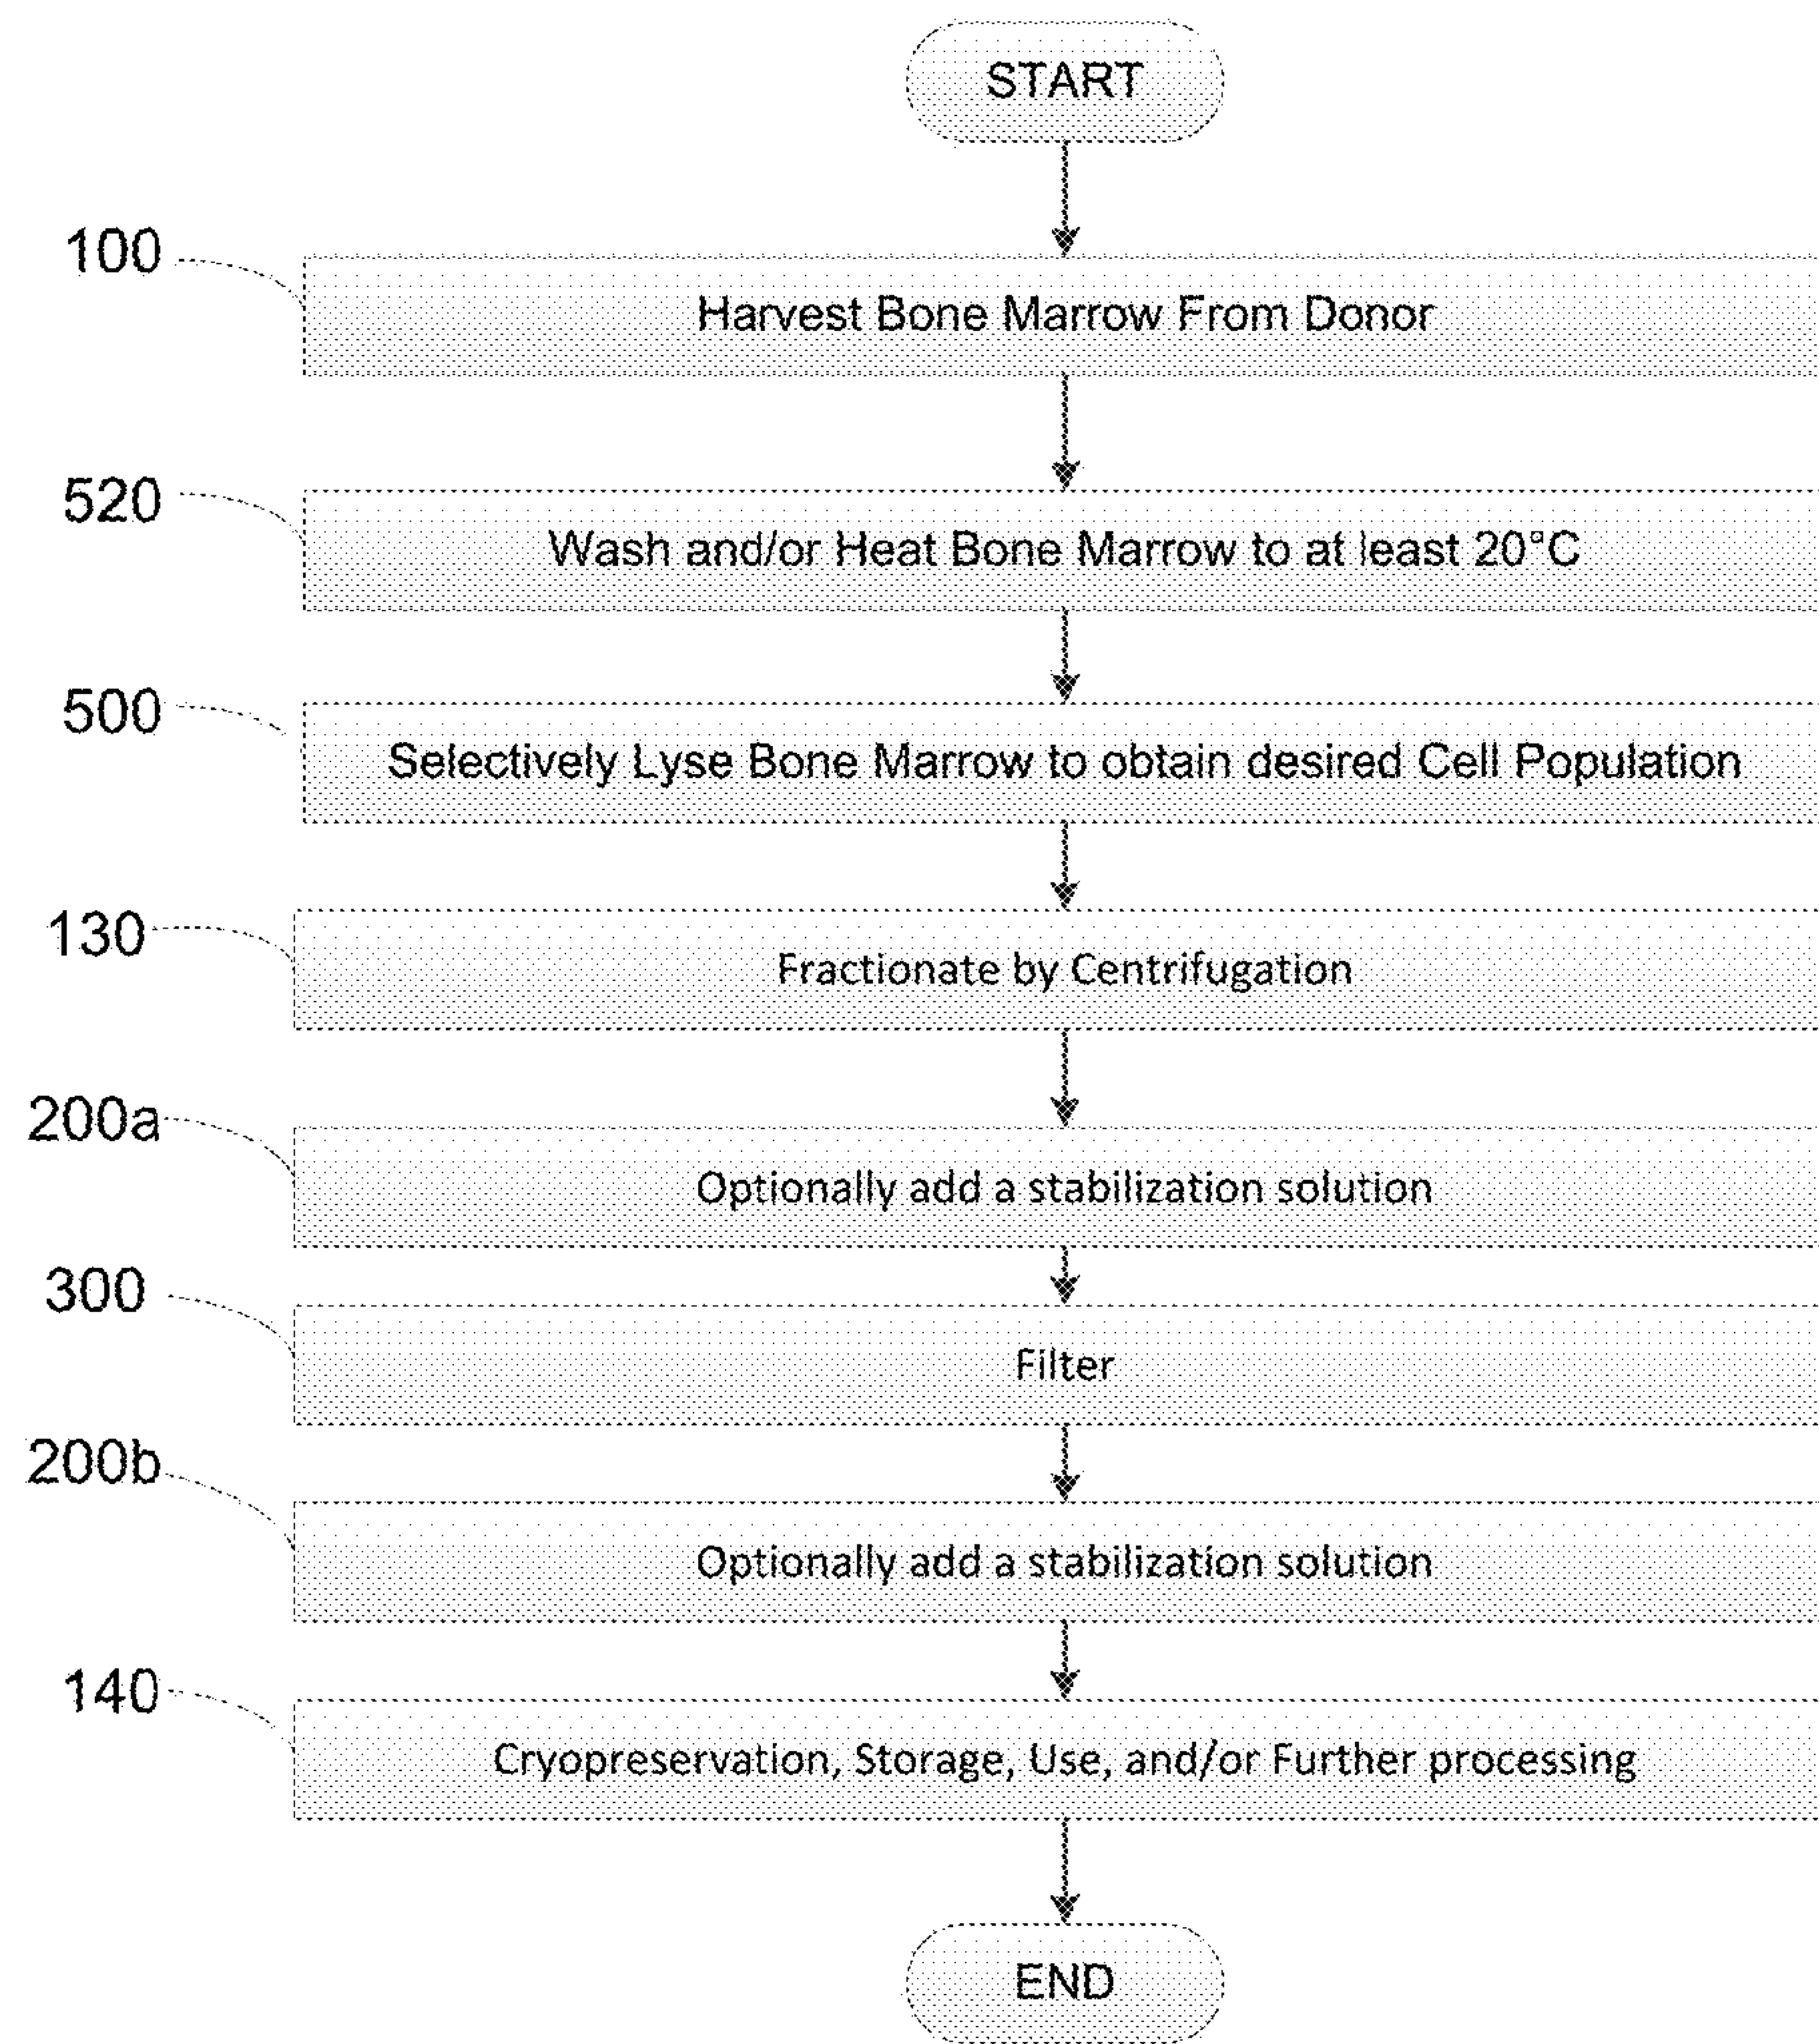 START
100
Harvest Bone Marrow From Donor
520
Wash and/or Heat Bone Marrow to at least 20°C
500
Selectively Lyse Bone Marrow to obtain desired Cell Population
130
Fractionate by Centrifugation
200a
Optionally add a stabilization solution
300
Filter
200b
Optionally add a stabilization solution
140
Cryopreservation, Storage, Use, and/or Further processing
END